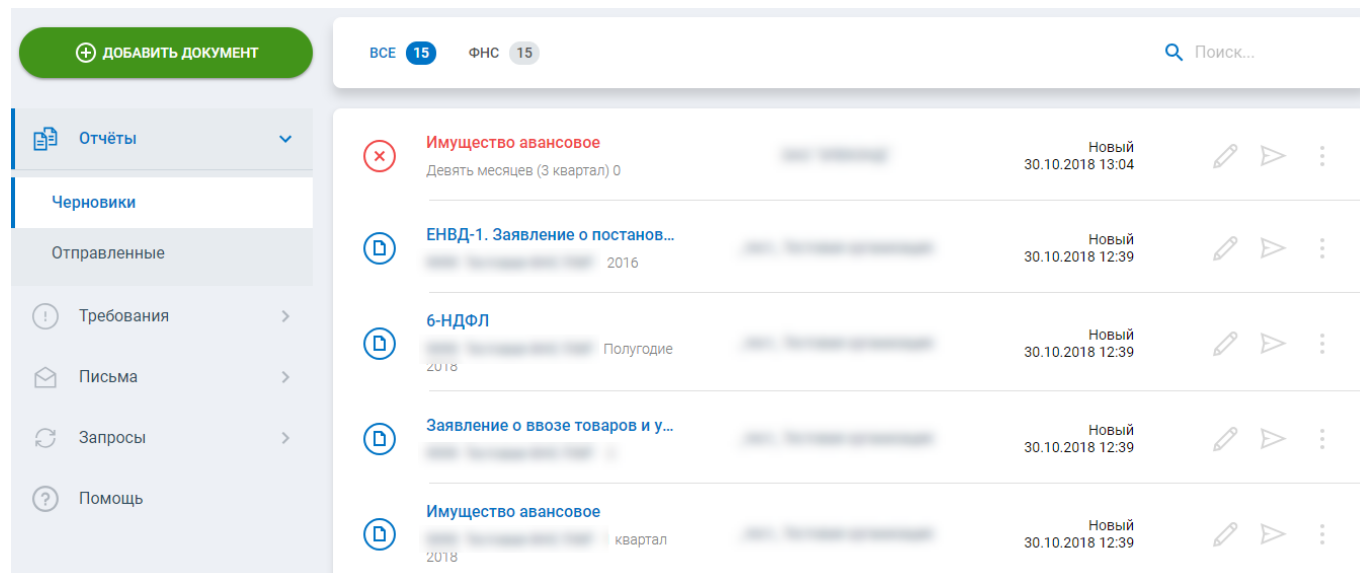 ДОБАВИТЬ ДОКУМЕНТ
ВСЕ 15 ФНС 15
Поиск...
Отчёты
Черновики
Отправленные
Требования
Письма
Запросы
Помощь
Имущество авансовое
Девять месяцев (3 квартал) 0
Новый
30.10.2018 13:04
ЕНВД-1. Заявление о постанов...
2016
Новый
30.10.2018 12:39
6-НДФЛ
Полугодие
2018
Новый
30.10.2018 12:39
Заявление о ввозе товаров и у...
Новый
30.10.2018 12:39
Имущество авансовое
квартал
2018
Новый
30.10.2018 12:39